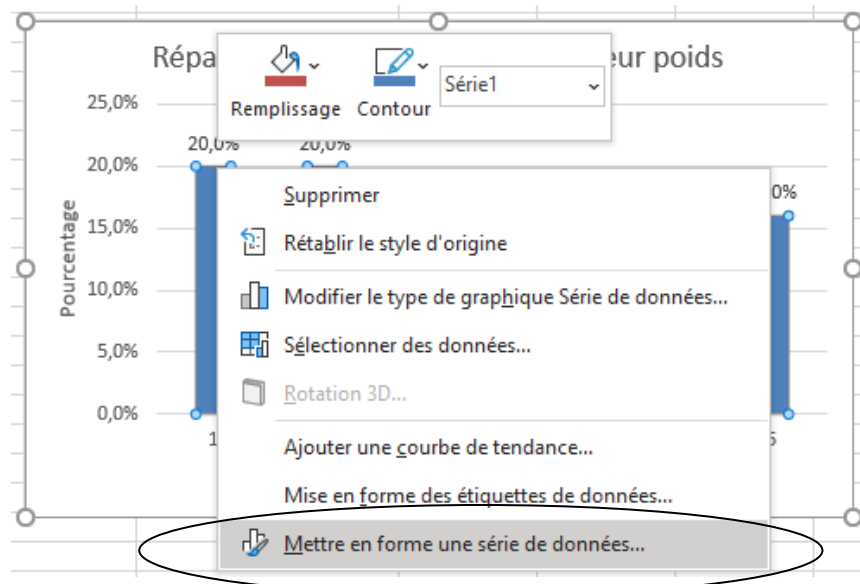 Répa
eur poids
Remplissage Contour
Série1
25,0%
20,0%
20,0%
20,0%
0%
15,0%
10,0%
5,0%
0,0%
Pourcentage
1
5
Supprimer
Rétablir le style d'origine
Modifier le type de graphique Série de données...
Sélectionner des données...
Rotation 3D...
Ajouter une courbe de tendance...
Mise en forme des étiquettes de données...
Mettre en forme une série de données...